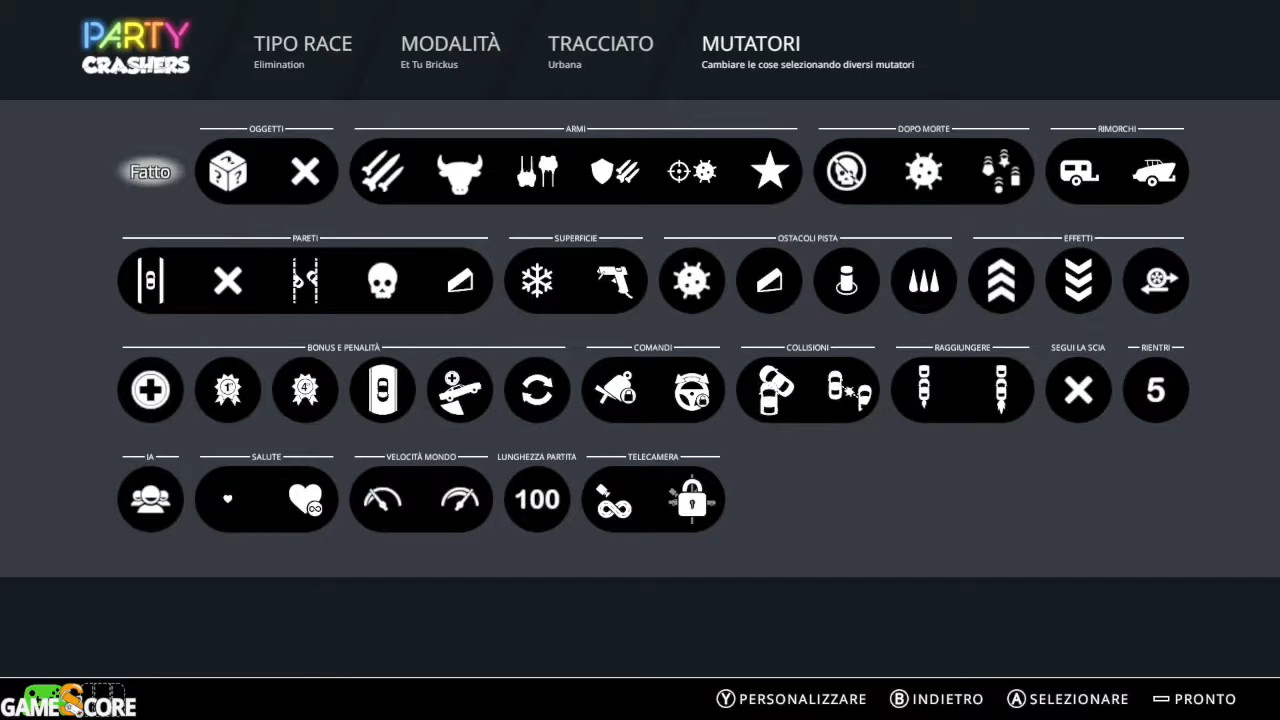 PARTY
CRASHERS
TIPO RACE
Elimination
MODALITÀ
Et Tu Brickus
TRACCIATO
Urbana
MUTATORI
Cambiare le cose selezionando diversi mutatori
OGGETTI
ARMI
DOPO MORTE
RIMORCHI
Fatto
? ? ?
PARETI
SUPERFICIE
OSTACOLI PISTA
EFFETTI
BONUS E PENALITÀ
COMANDI
COLLISIONI
RAGGIUNGERE
SEGUI LA SCIA
RIENTRI
1
4
5
IA
SALUTE
VELOCITÀ MONDO
LUNGHEZZA PARTITA
TELECAMERA
100
GAMESCORE
Y PERSONALIZZARE
B INDIETRO
A SELEZIONARE
PRONTO